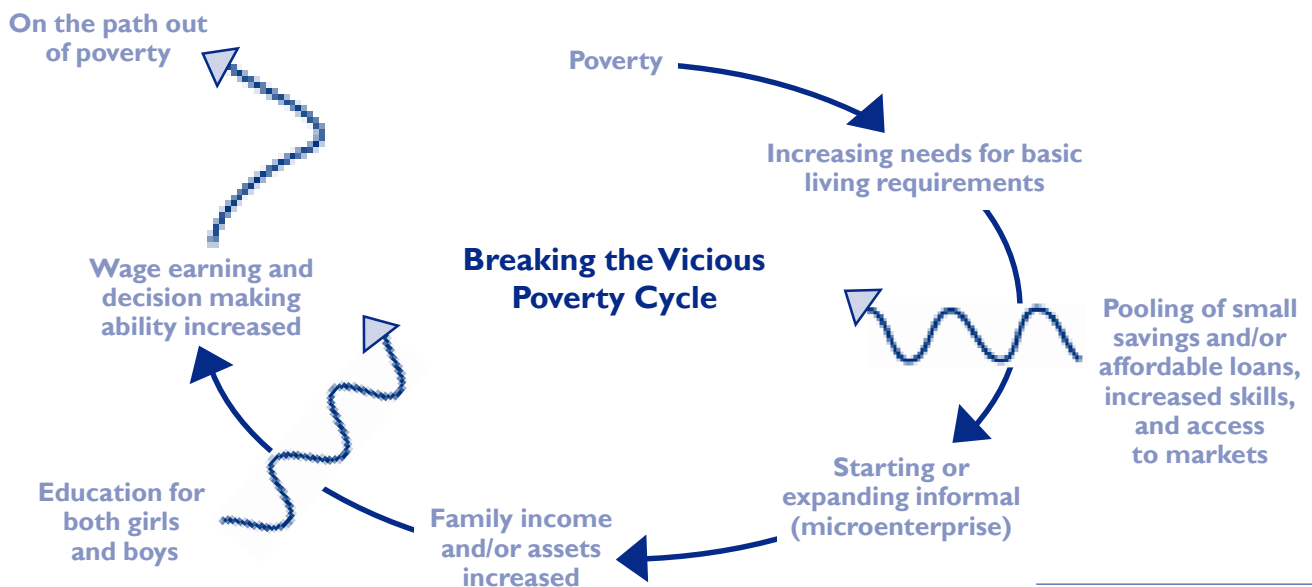 On the path out
of poverty
Poverty
Increasing needs for basic
living requirements
Breaking the Vicious
Poverty Cycle
Wage earning and
decision making
ability increased
Pooling of small
savings and/or
affordable loans,
increased skills,
and access
to markets
Starting or
expanding informal
(microenterprise)
Family income
and/or assets
increased
Education for
both girls
and boys